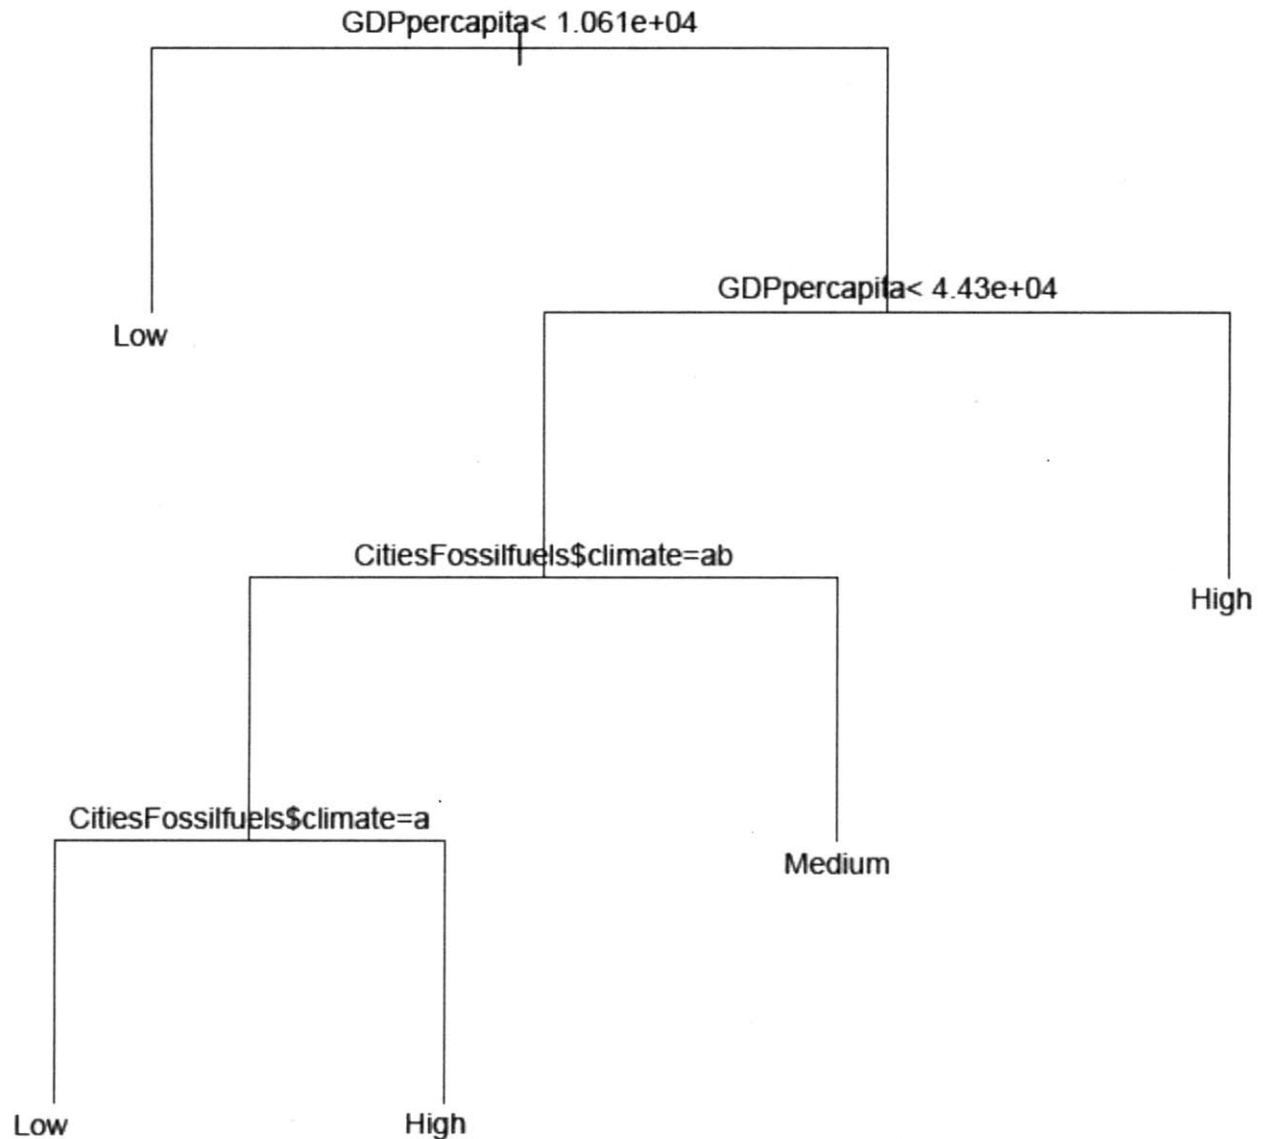 GDPpercapita< 1.061e+04
GDPpercapita< 4.43e+04
Low
CitiesFossilfuels$climate=ab
High
CitiesFossilfuels$climate=a
Medium
Low
High